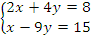 2x + 4y = 8
x − 9y = 15